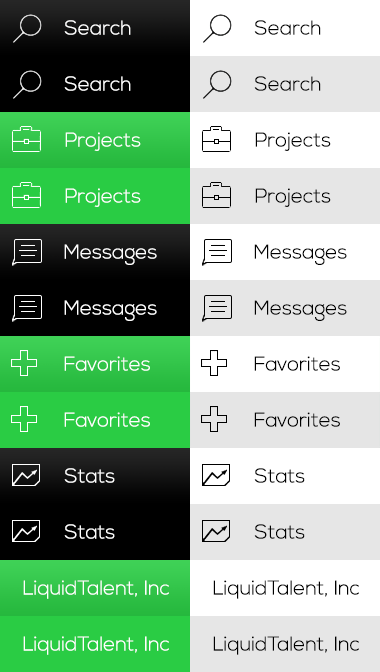 Search Search
Search Search
Projects Projects
Projects Projects
Messages Messages
Messages Messages
Favorites Favorites
Favorites Favorites
Stats Stats
Stats Stats
LiquidTalent, Inc LiquidTalent, Inc
LiquidTalent, Inc LiquidTalent, Inc